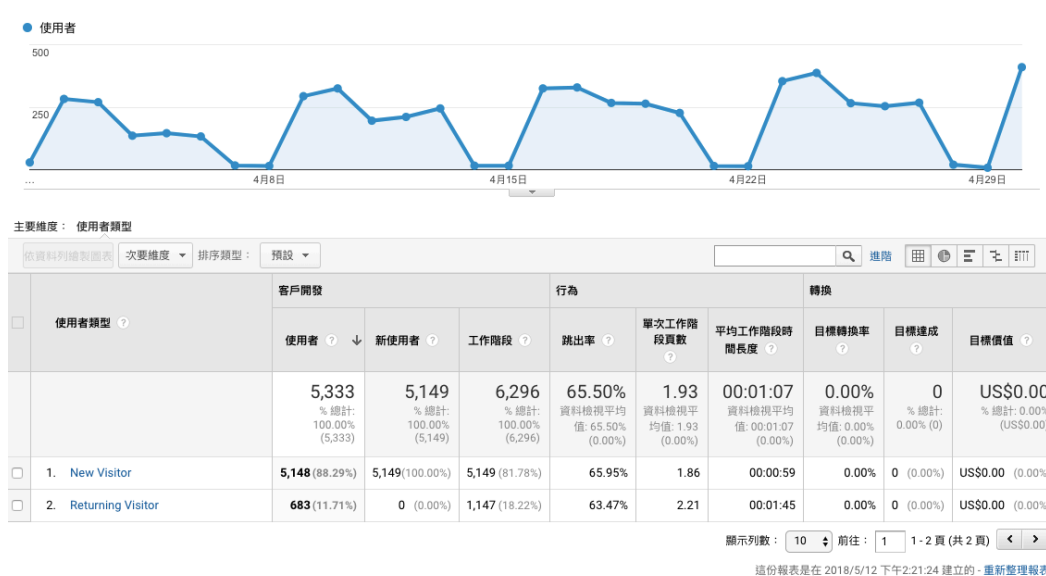 使用者
500
250
...
4月8日
4月15日
4月22日
4月29日
主要維度： 使用者類型
依資料列繪製圖表 次要維度 排序類型： 預設 進階
使用者類型 ? 客戶開發 行為 轉換
使用者 ? 新使用者 ? 工作階段 ? 跳出率 ? 單次工作階段頁數 ? 平均工作階段時間長度 ? 目標轉換率 ? 目標達成 ? 目標價值 ?
5,333 5,149 6,296 65.50% 1.93 00:01:07 0.00% 0 US$0.00
% 總計: 100.00% (5,333) % 總計: 100.00% (5,149) % 總計: 100.00% (6,296) 資料檢視平均值: 65.50% (0.00%) 資料檢視平均值: 1.93 (0.00%) 資料檢視平均值: 00:01:07 (0.00%) 資料檢視平均值: 0.00% (0.00%) % 總計: 0.00% (0) % 總計: 0.00% (US$0.00)
1. New Visitor 5,148 (88.29%) 5,149(100.00%) 5,149 (81.78%) 65.95% 1.86 00:00:59 0.00% 0 (0.00%) US$0.00 (0.00%)
2. Returning Visitor 683 (11.71%) 0 (0.00%) 1,147 (18.22%) 63.47% 2.21 00:01:45 0.00% 0 (0.00%) US$0.00 (0.00%)
顯示列數： 10 前往： 1 1 - 2 頁 (共 2 頁)
這份報表是在 2018/5/12 下午2:21:24 建立的 - 重新整理報表